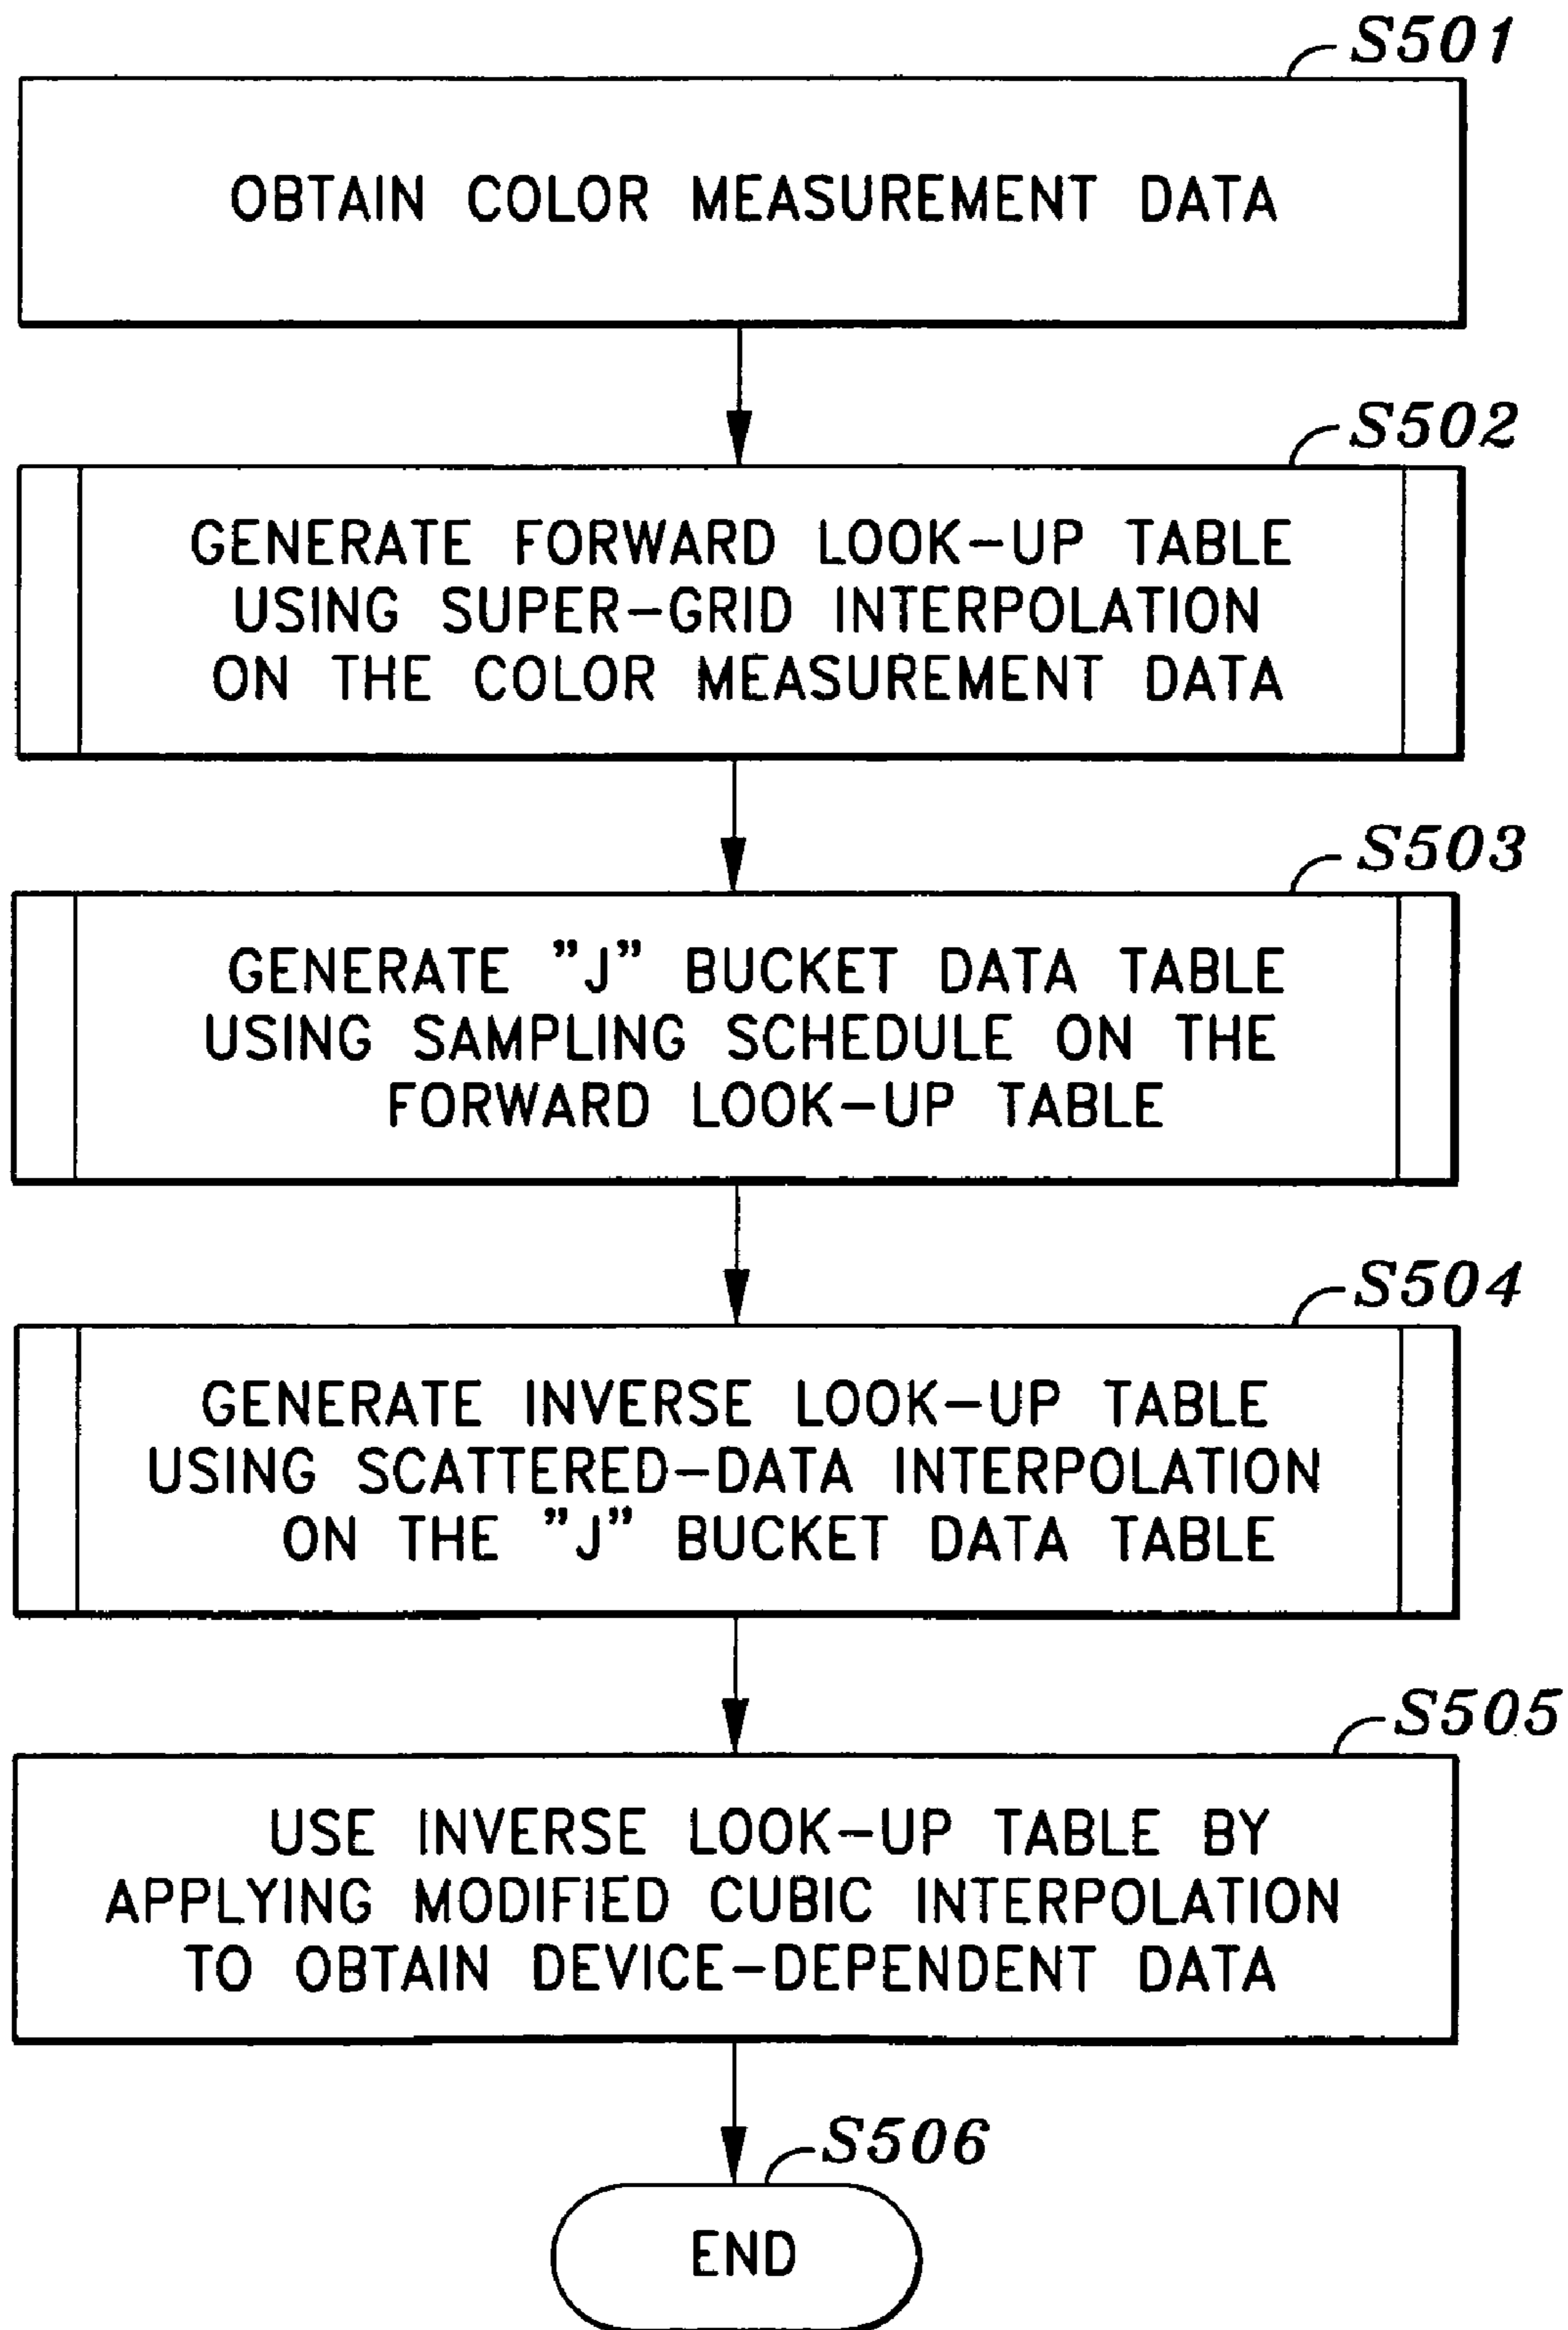 S501
OBTAIN COLOR MEASUREMENT DATA
S502
GENERATE FORWARD LOOK-UP TABLE
USING SUPER-GRID INTERPOLATION
ON THE COLOR MEASUREMENT DATA
S503
GENERATE "J" BUCKET DATA TABLE
USING SAMPLING SCHEDULE ON THE
FORWARD LOOK-UP TABLE
S504
GENERATE INVERSE LOOK-UP TABLE
USING SCATTERED-DATA INTERPOLATION
ON THE "J" BUCKET DATA TABLE
S505
USE INVERSE LOOK-UP TABLE BY
APPLYING MODIFIED CUBIC INTERPOLATION
TO OBTAIN DEVICE-DEPENDENT DATA
S506
END